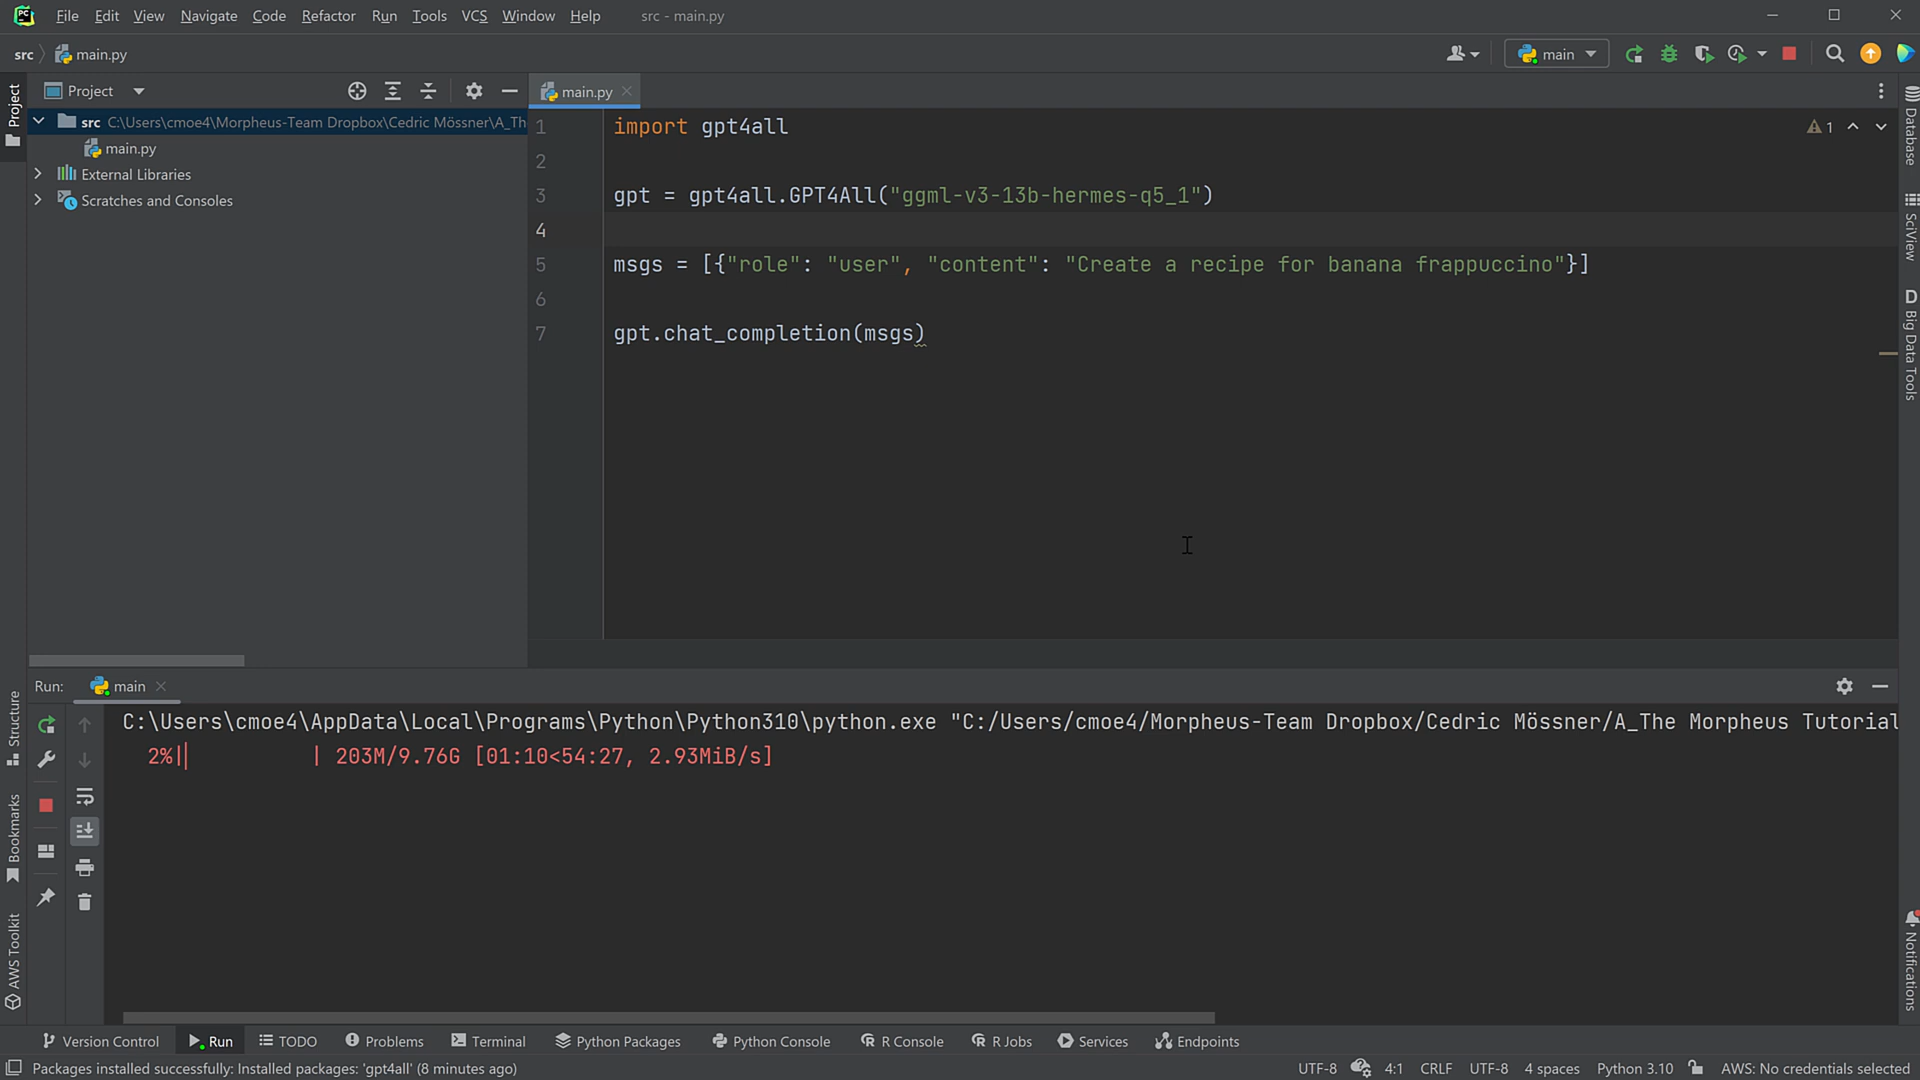 PC File Edit View Navigate Code Refactor Run Tools VCS Window Help src - main.py
src main.py main
Project main.py
src C:\Users\cmoe4\Morpheus-Team Dropbox\Cedric Mössner\A_Th
main.py
External Libraries
Scratches and Consoles
1 import gpt4all
2
3 gpt = gpt4all.GPT4All("ggml-v3-13b-hermes-q5_1")
4
5 msgs = [{"role": "user", "content": "Create a recipe for banana frappuccino"}]
6
7 gpt.chat_completion(msgs)
1
Project
Structure
Bookmarks
AWS Toolkit
Database
SciView
D Big Data Tools
Notifications
Run: main
C:\Users\cmoe4\AppData\Local\Programs\Python\Python310\python.exe "C:/Users/cmoe4/Morpheus-Team Dropbox/Cedric Mössner/A_The Morpheus Tutorial
2%|| | 203M/9.76G [01:10<54:27, 2.93MiB/s]
Version Control Run TODO Problems Terminal Python Packages Python Console R Console R Jobs Services Endpoints
Packages installed successfully: Installed packages: 'gpt4all' (8 minutes ago) UTF-8 4:1 CRLF UTF-8 4 spaces Python 3.10 AWS: No credentials selected